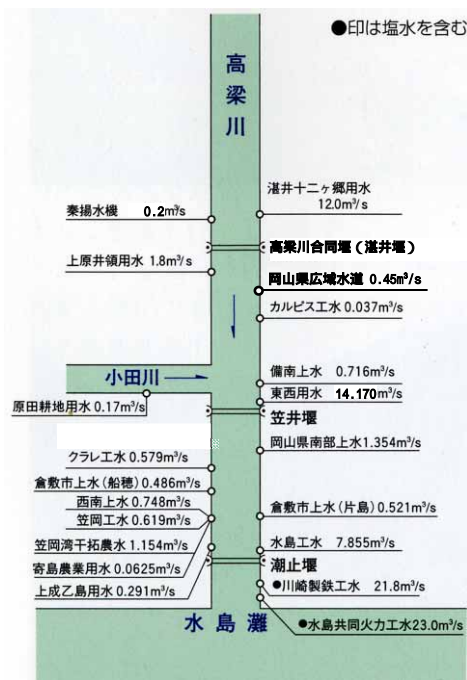 ●印は塩水を含む
高梁川
湛井十二ヶ郷用水
12.0m³/s
秦揚水機 0.2m³/s
高梁川合同堰(湛井堰)
上原井領用水 1.8m³/s
岡山県広域水道 0.45m³/s
カルピス工水 0.037m³/s
備南上水 0.716m³/s
小田川
東西用水 14.170m³/s
原田耕地用水 0.17m³/s
笠井堰
岡山県南部上水1.354m³/s
クラレ工水 0.579m³/s
倉敷市上水(船穂)0.486m³/s
西南上水 0.748m³/s
倉敷市上水(片島)0.521m³/s
笠岡工水 0.619m³/s
笠岡湾干拓農水 1.154m³/s
水島工水 7.855m³/s
寄島農業用水 0.0625m³/s
潮止堰
上成乙島用水 0.291m³/s
●川崎製鉄工水 21.8m³/s
水島灘
●水島共同火力工水23.0m³/s